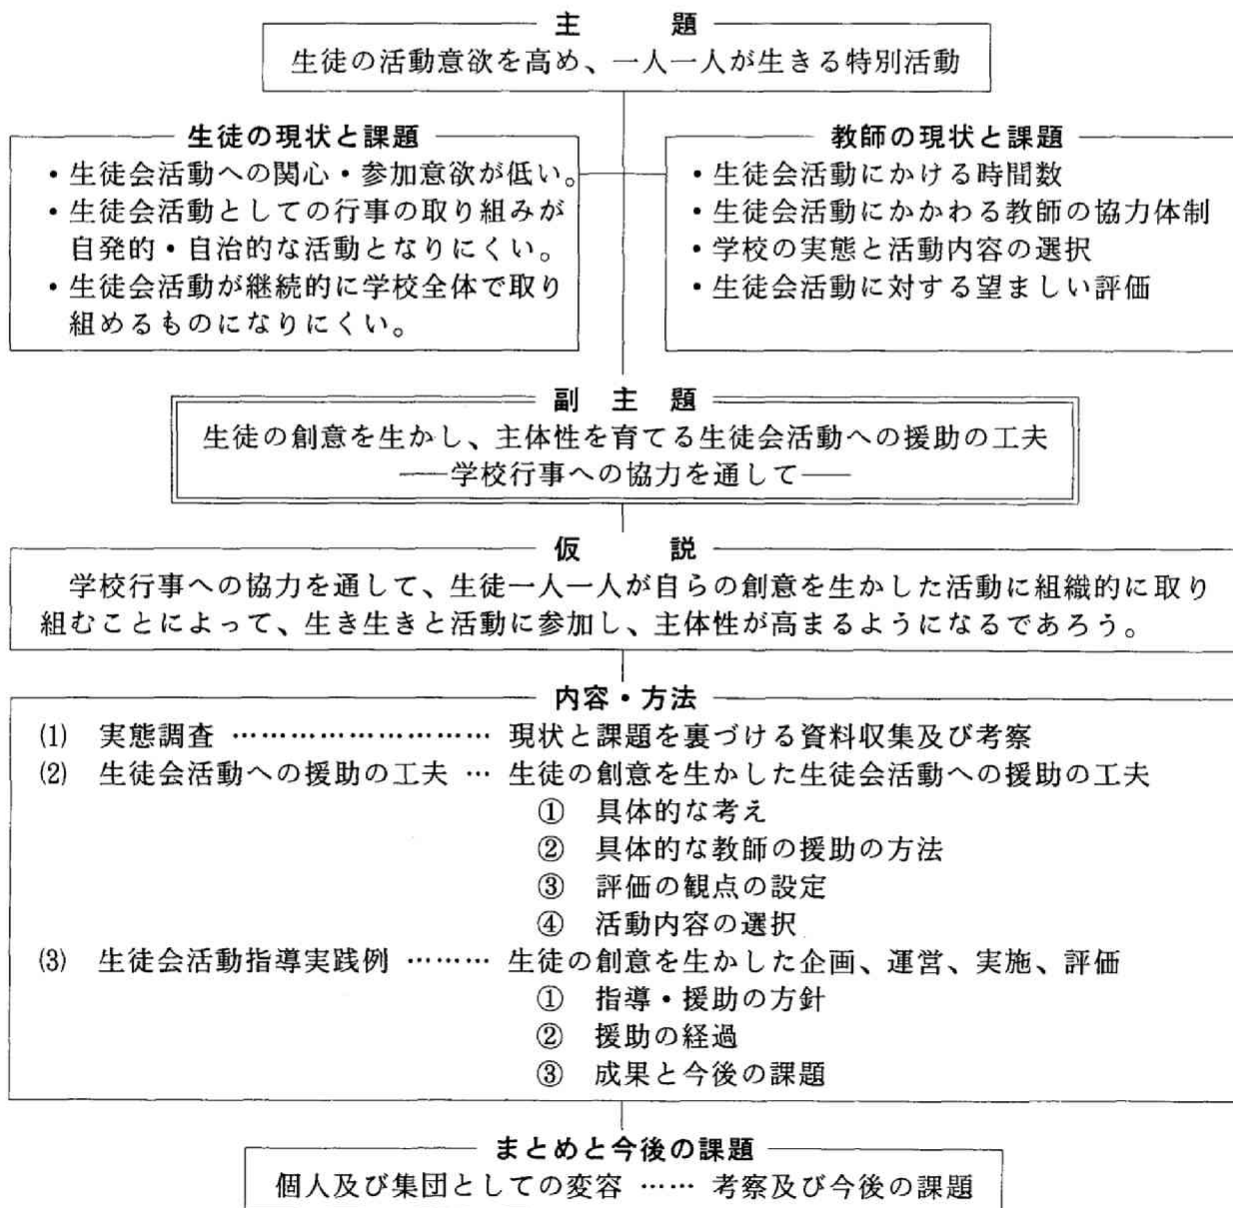 主　　題
生徒の活動意欲を高め、一人一人が生きる特別活動
生徒の現状と課題
・生徒会活動への関心・参加意欲が低い。
・生徒会活動としての行事の取り組みが
自発的・自治的な活動となりにくい。
・生徒会活動が継続的に学校全体で取り
組めるものになりにくい。
教師の現状と課題
・生徒会活動にかける時間数
・生徒会活動にかかわる教師の協力体制
・学校の実態と活動内容の選択
・生徒会活動に対する望ましい評価
副　主　題
生徒の創意を生かし、主体性を育てる生徒会活動への援助の工夫
――学校行事への協力を通して――
仮　　説
学校行事への協力を通して、生徒一人一人が自らの創意を生かした活動に組織的に取り
組むことによって、生き生きと活動に参加し、主体性が高まるようになるであろう。
内容・方法
⑴　実態調査 ……………………… 現状と課題を裏づける資料収集及び考察
⑵　生徒会活動への援助の工夫 … 生徒の創意を生かした生徒会活動への援助の工夫
①　具体的な考え
②　具体的な教師の援助の方法
③　評価の観点の設定
④　活動内容の選択
⑶　生徒会活動指導実践例 ……… 生徒の創意を生かした企画、運営、実施、評価
①　指導・援助の方針
②　援助の経過
③　成果と今後の課題
まとめと今後の課題
個人及び集団としての変容 …… 考察及び今後の課題